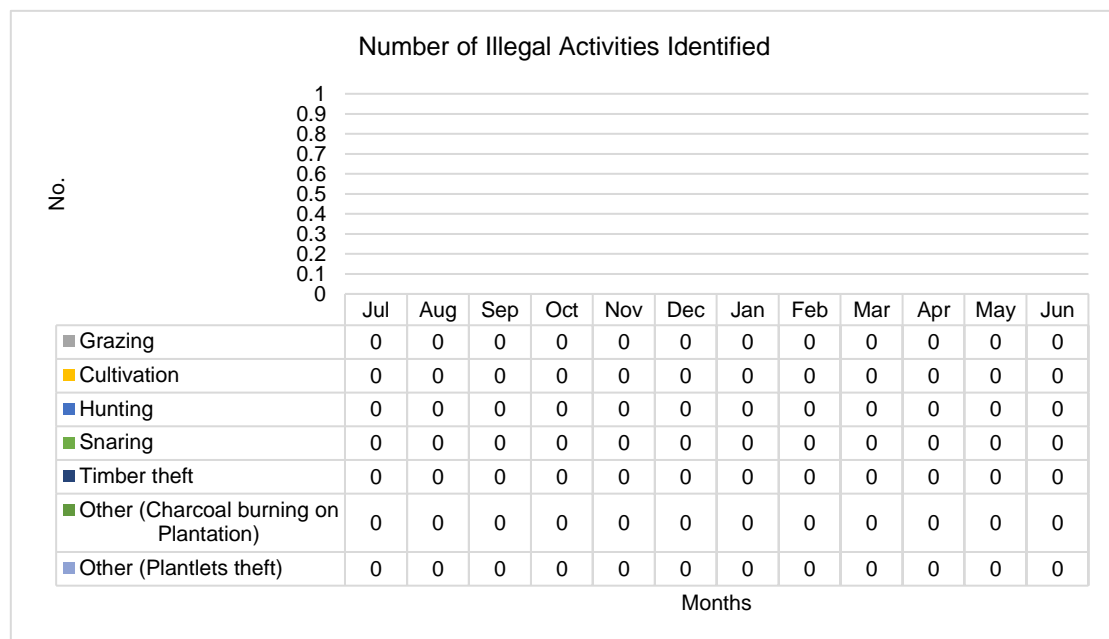 Number of Illegal Activities Identified
No.
1
0.9
0.8
0.7
0.6
0.5
0.4
0.3
0.2
0.1
0
Jul Aug Sep Oct Nov Dec Jan Feb Mar Apr May Jun
Grazing 0 0 0 0 0 0 0 0 0 0 0 0
Cultivation 0 0 0 0 0 0 0 0 0 0 0 0
Hunting 0 0 0 0 0 0 0 0 0 0 0 0
Snaring 0 0 0 0 0 0 0 0 0 0 0 0
Timber theft 0 0 0 0 0 0 0 0 0 0 0 0
Other (Charcoal burning on
Plantation) 0 0 0 0 0 0 0 0 0 0 0 0
Other (Plantlets theft) 0 0 0 0 0 0 0 0 0 0 0 0
Months